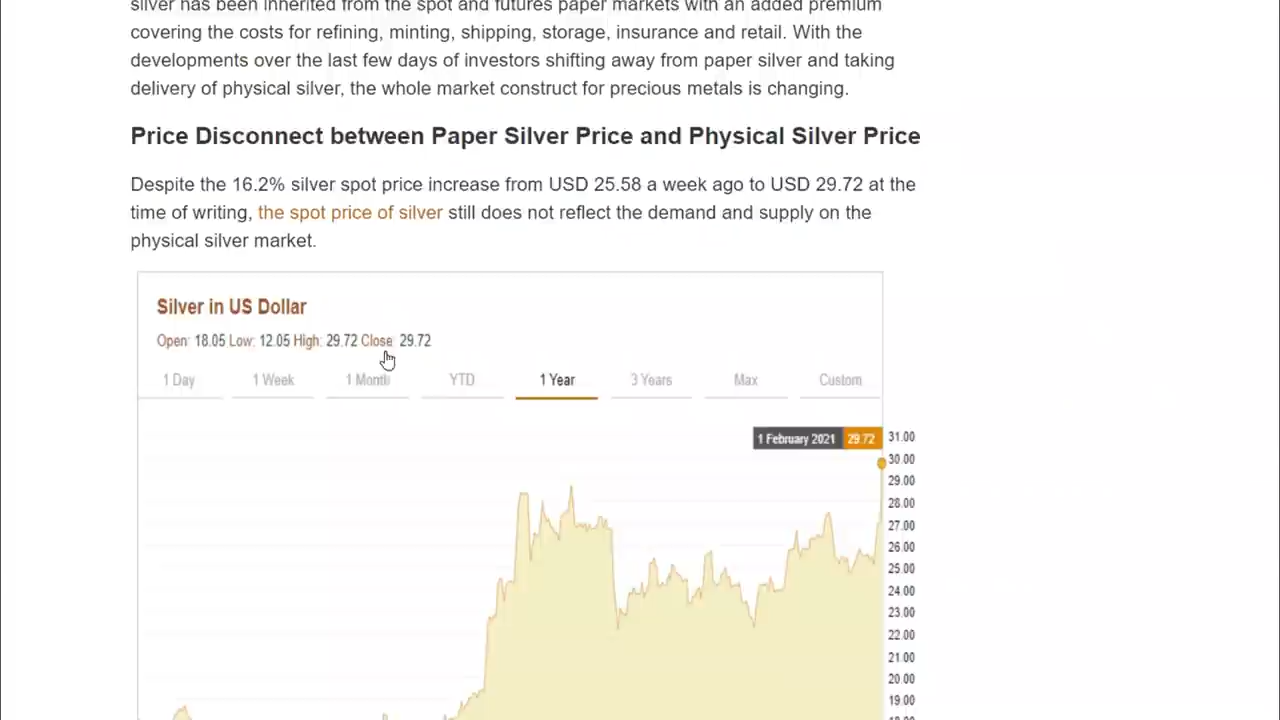 silver has been inherited from the spot and futures paper markets with an added premium
covering the costs for refining, minting, shipping, storage, insurance and retail. With the
developments over the last few days of investors shifting away from paper silver and taking
delivery of physical silver, the whole market construct for precious metals is changing.
Price Disconnect between Paper Silver Price and Physical Silver Price
Despite the 16.2% silver spot price increase from USD 25.58 a week ago to USD 29.72 at the
time of writing, the spot price of silver still does not reflect the demand and supply on the
physical silver market.
Silver in US Dollar
Open: 18.05 Low: 12.05 High: 29.72 Close: 29.72
1 Day 1 Week 1 Month YTD 1 Year 3 Years Max Custom
1 February 2021 29.72
31.00
30.00
29.00
28.00
27.00
26.00
25.00
24.00
23.00
22.00
21.00
20.00
19.00